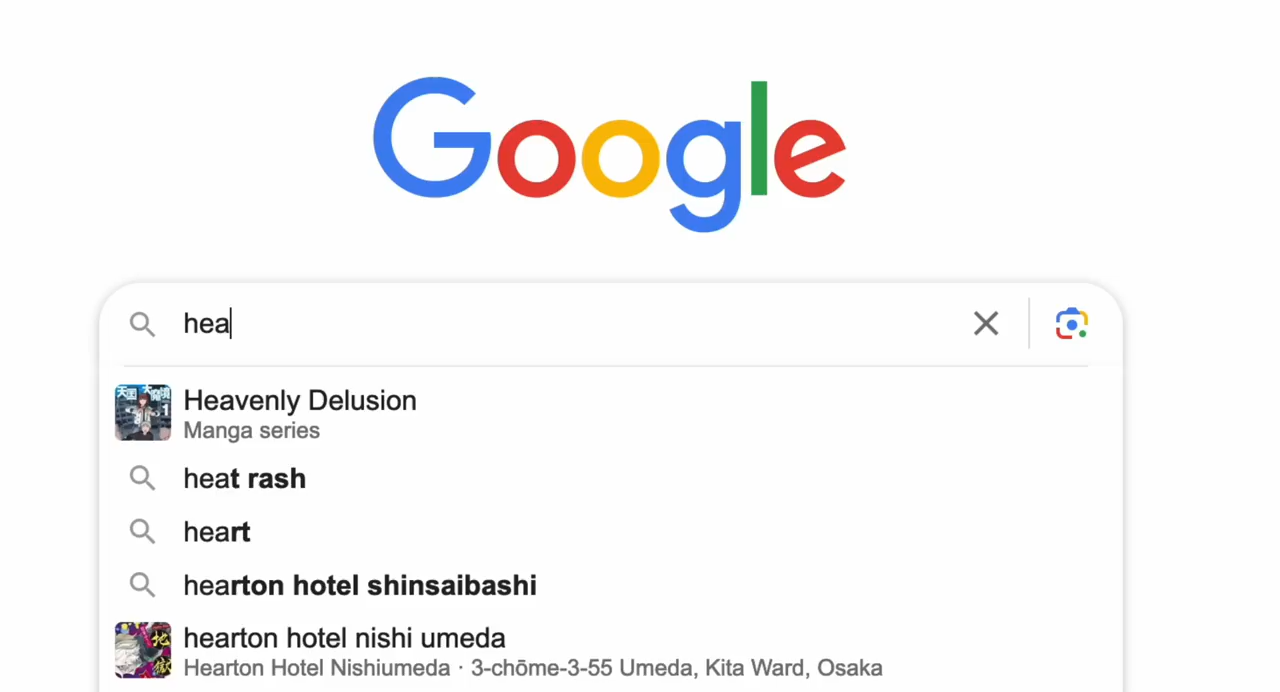 Google
hea
Heavenly Delusion
Manga series
heat rash
heart
hearton hotel shinsaibashi
hearton hotel nishi umeda
Hearton Hotel Nishiumeda · 3-chōme-3-55 Umeda, Kita Ward, Osaka